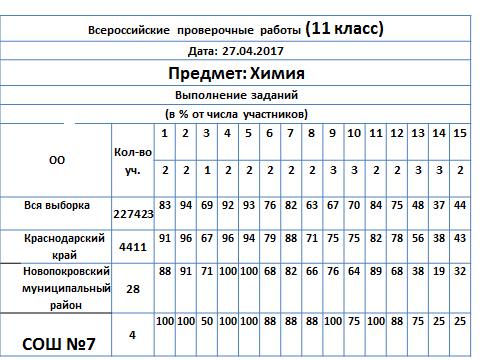 Всероссийские проверочные работы (11 класс)
Дата: 27.04.2017
Предмет: Химия
Выполнение заданий
(в % от числа участников)
ОО Кол-во уч. 1 2 3 4 5 6 7 8 9 10 11 12 13 14 15
2 2 1 2 2 2 2 2 3 3 2 2 3 3 2
Вся выборка 227423 83 94 69 92 93 76 82 63 67 70 84 75 48 37 44
Краснодарский край 4411 91 96 67 96 94 79 88 71 75 75 82 78 56 38 43
Новопокровский муниципальный район 28 88 91 71 100 100 68 82 66 76 64 89 68 38 19 32
СОШ №7 4 100 100 50 100 100 88 88 88 100 75 100 88 75 25 25